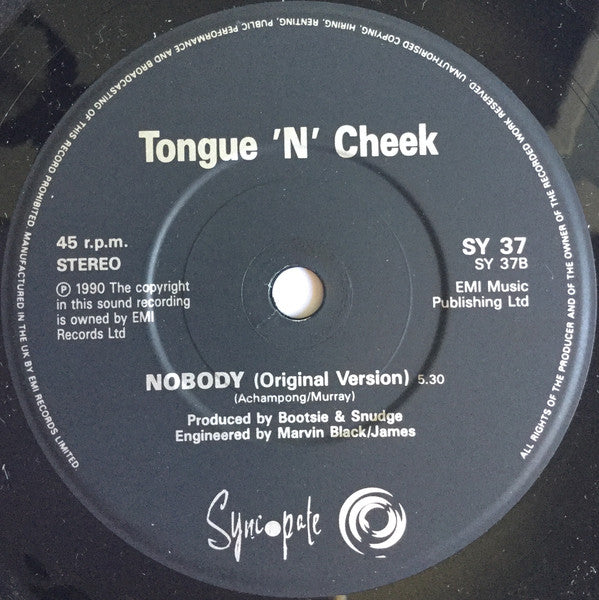 ALL RIGHTS OF THE PRODUCER AND OF THE OWNER OF THE RECORDED WORK RESERVED. UNAUTHORISED COPYING, HIRING, RENTING, PUBLIC PERFORMANCE AND BROADCASTING OF THIS RECORD PROHIBITED. MANUFACTURED IN THE UK BY EMI RECORDS LIMITED.
Tongue 'N' Cheek
45 r.p.m.
STEREO
℗ 1990 The copyright
in this sound recording
is owned by EMI
Records Ltd
SY 37
SY 37B
EMI Music
Publishing Ltd
NOBODY (Original Version) 5.30
(Achampong/Murray)
Produced by Bootsie & Snudge
Engineered by Marvin Black/James
Syncopate